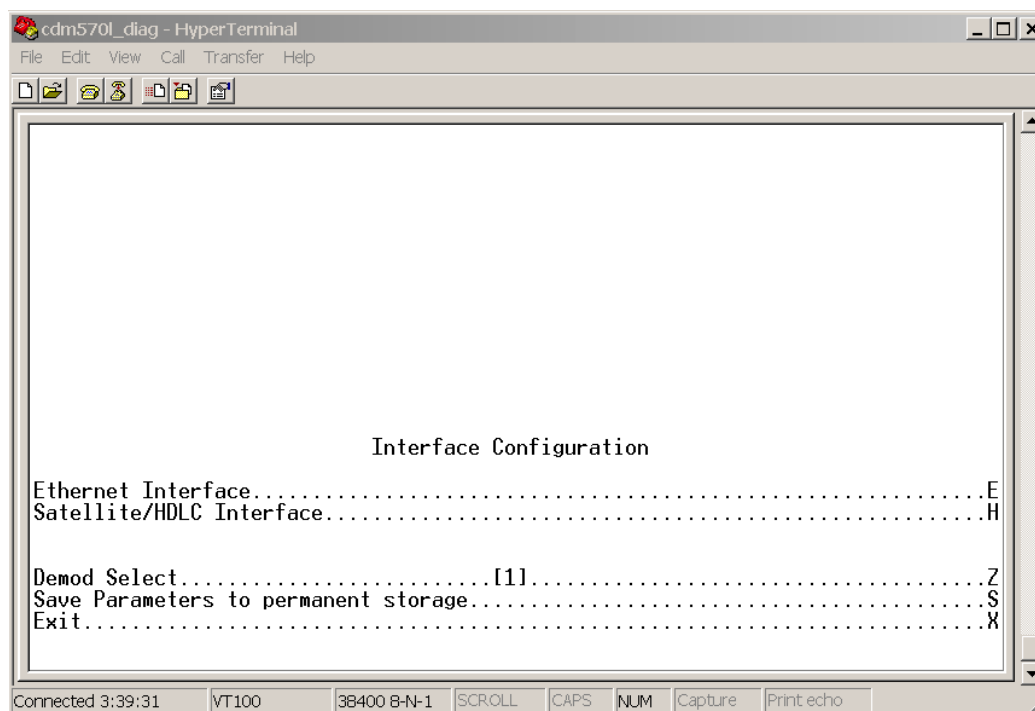 cdm570l_diag - HyperTerminal
File Edit View Call Transfer Help
Interface Configuration
Ethernet Interface.............................................................E
Satellite/HDLC Interface.......................................................H
Demod Select..........................[1]......................................Z
Save Parameters to permanent storage...........................................S
Exit...........................................................................X
Connected 3:39:31 VT100 38400 8-N-1 SCROLL CAPS NUM Capture Print echo